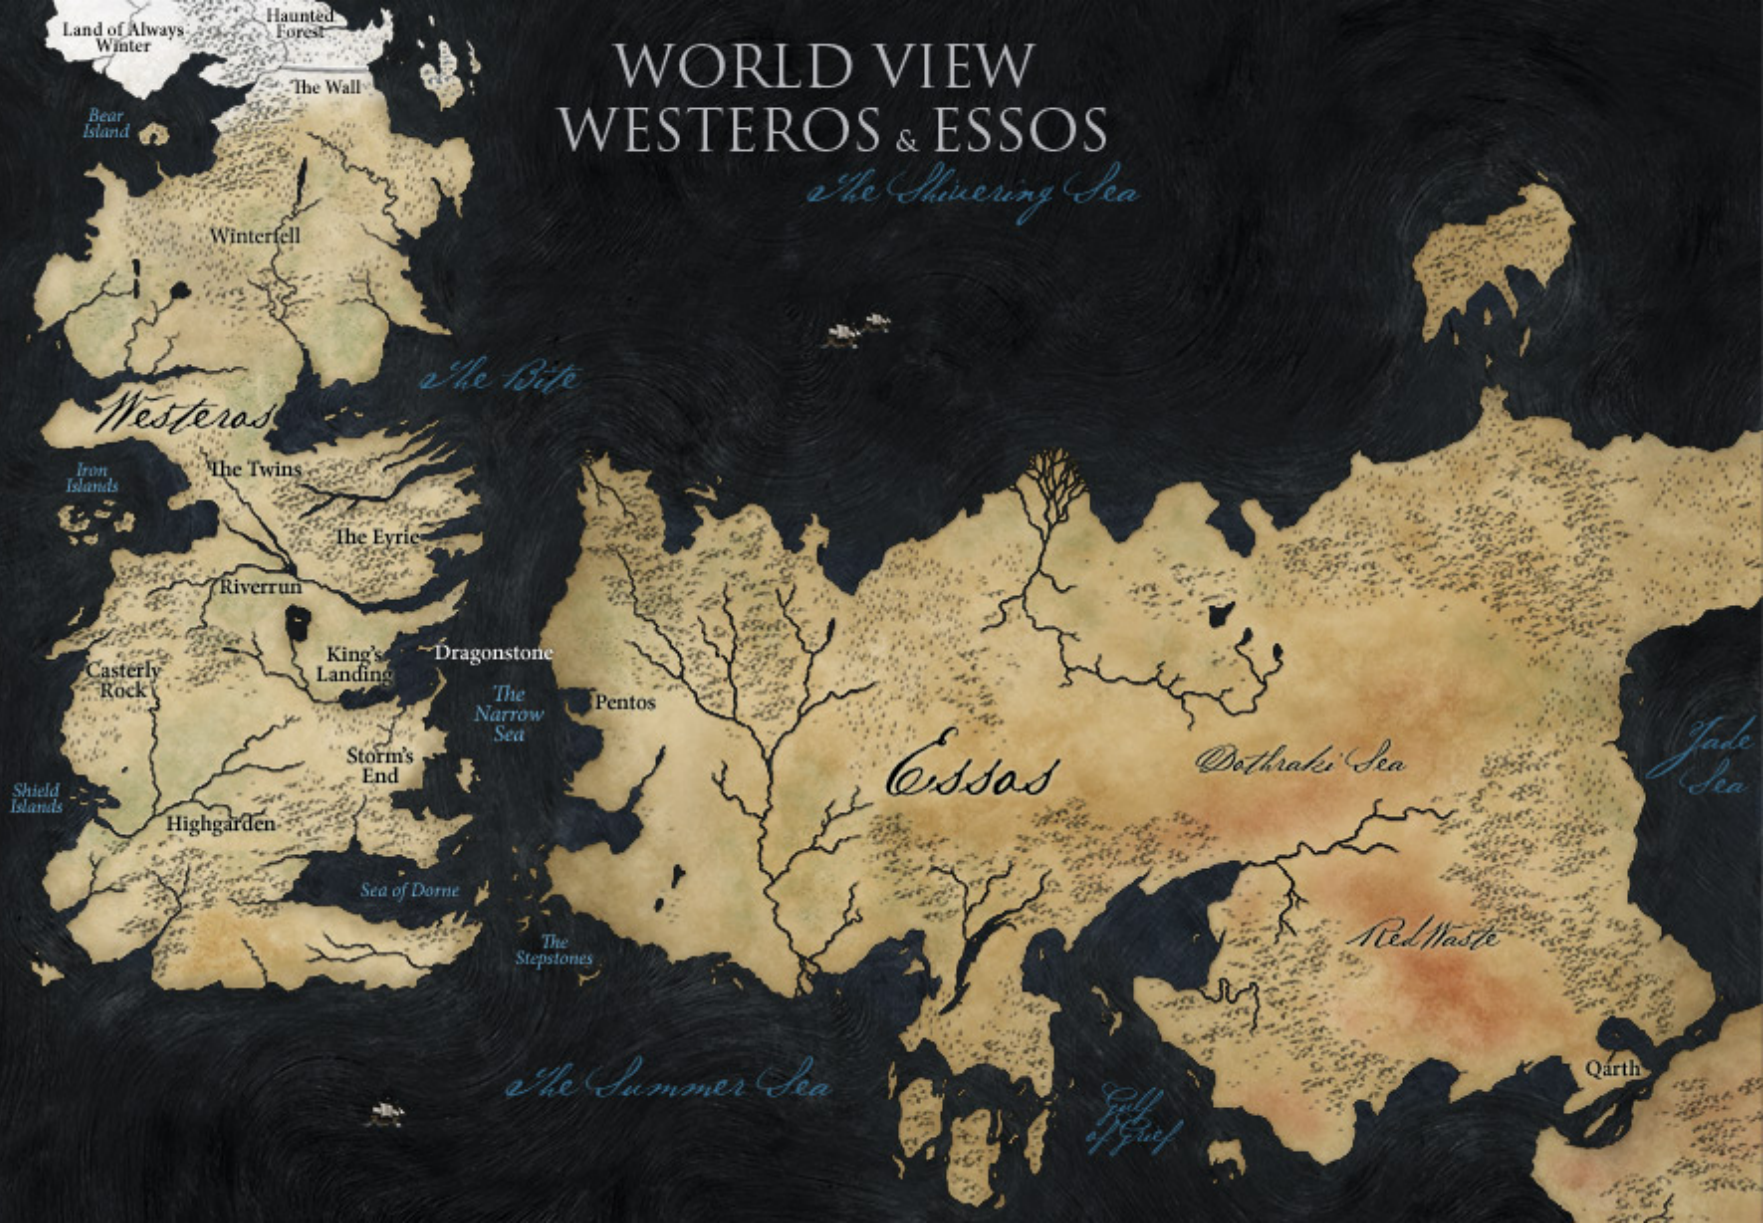 Land of Always
Winter
Haunted
Forest
The Wall
WORLD VIEW
WESTEROS & ESSOS
Bear
Island
The Shivering Sea
Winterfell
The Bite
Westeros
Iron
Islands
The Twins
The Eyrie
Riverrun
Casterly
Rock
King's
Landing
Dragonstone
The
Narrow
Sea
Pentos
Storm's
End
Essos
Dothraki Sea
Jade
Sea
Shield
Islands
Highgarden
Sea of Dorne
The
Stepstones
Red Waste
Qarth
The Summer Sea
Gulf
of Grief